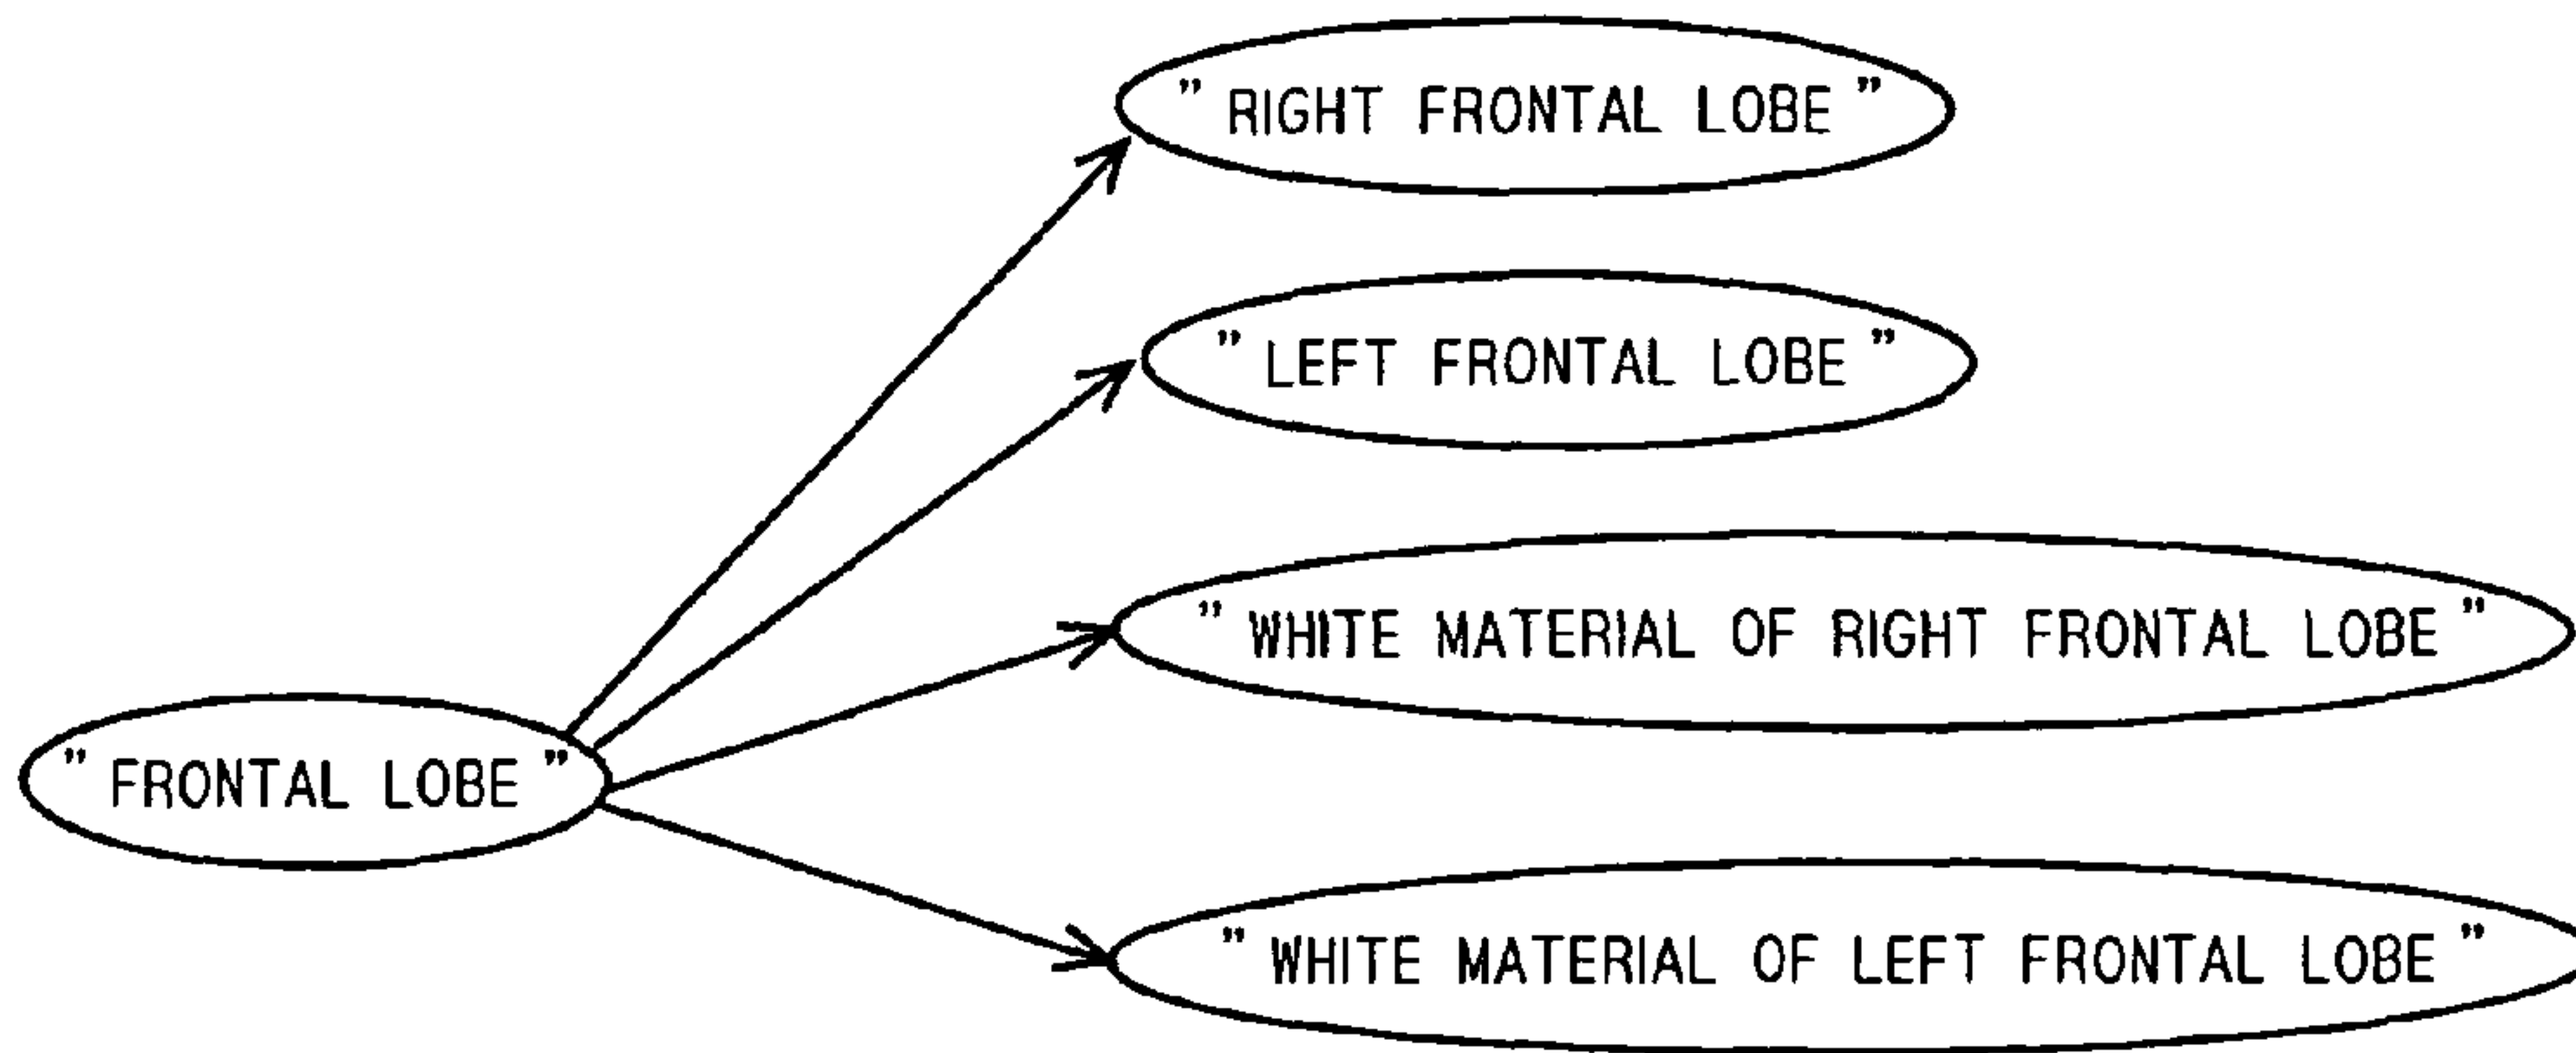 " RIGHT FRONTAL LOBE "
" LEFT FRONTAL LOBE "
" WHITE MATERIAL OF RIGHT FRONTAL LOBE "
" FRONTAL LOBE "
" WHITE MATERIAL OF LEFT FRONTAL LOBE "